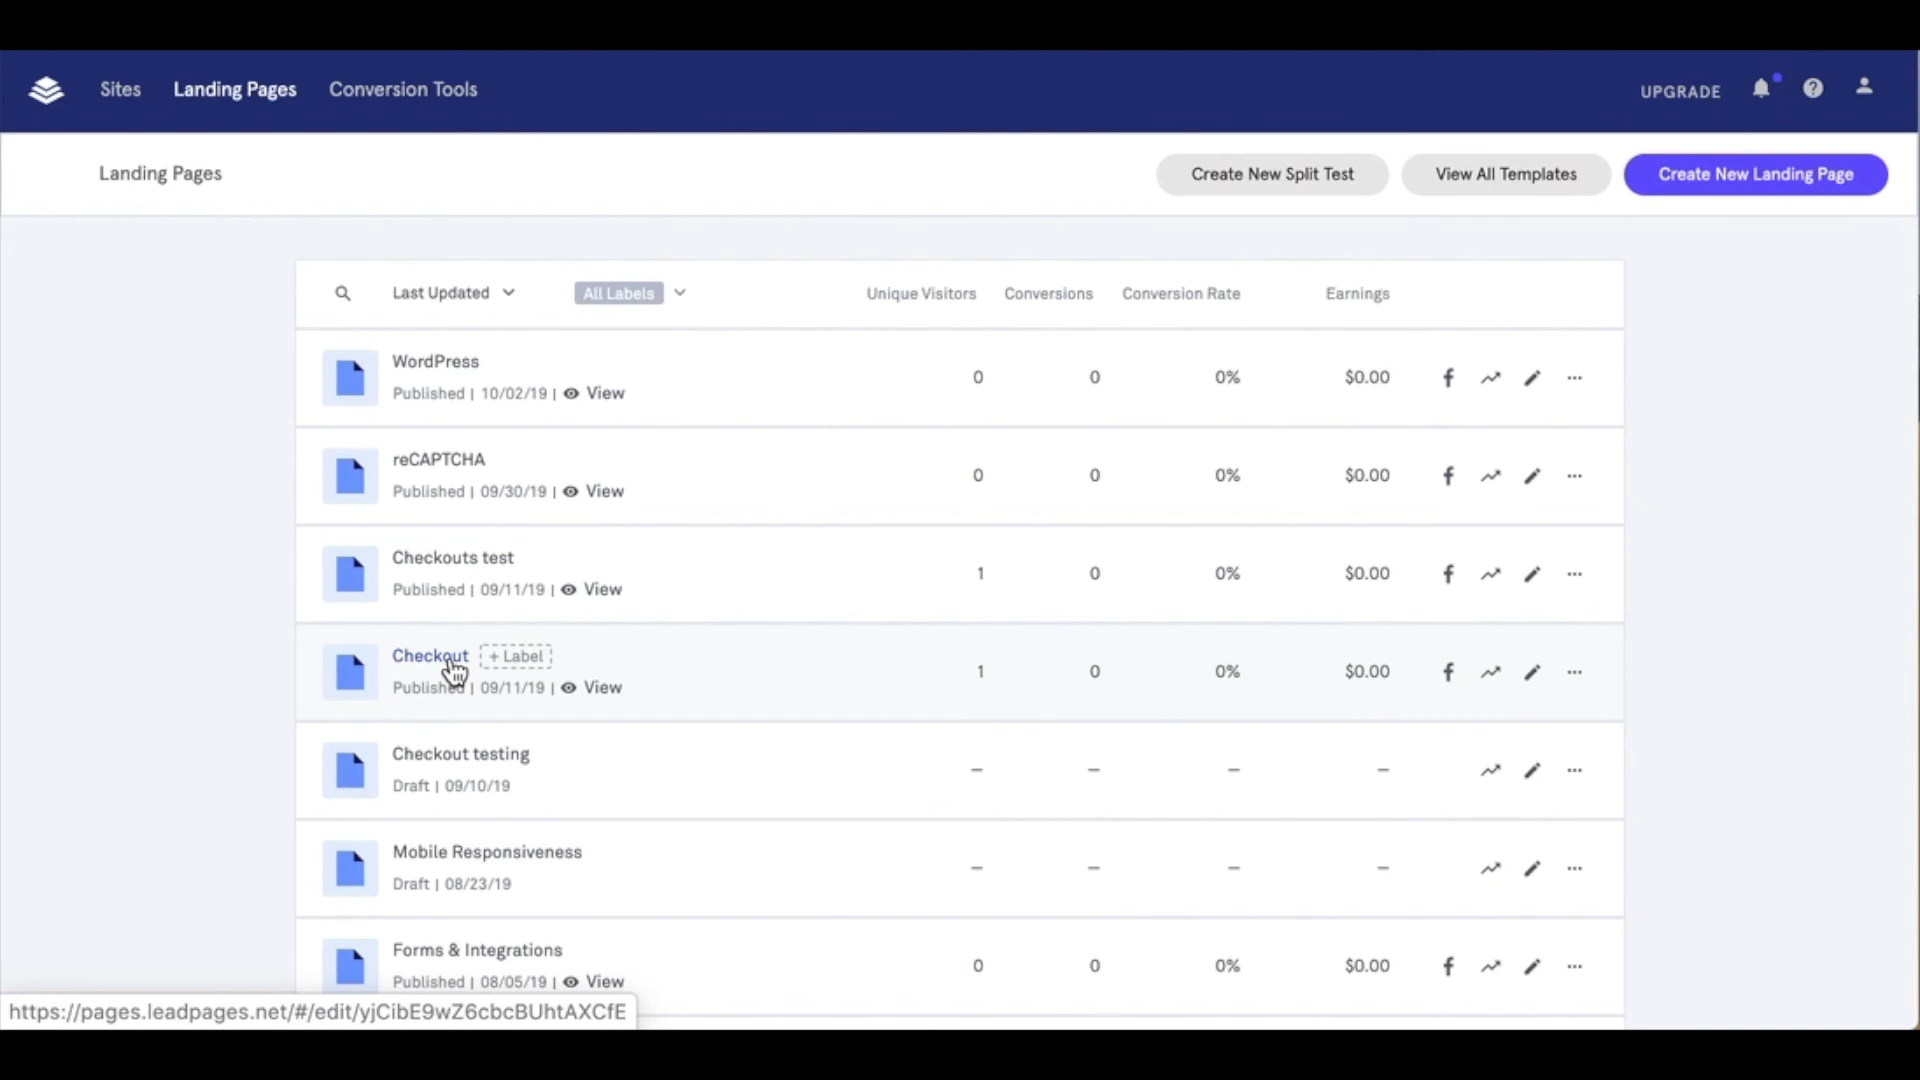 Sites Landing Pages Conversion Tools UPGRADE
Landing Pages Create New Split Test View All Templates Create New Landing Page
Last Updated All Labels Unique Visitors Conversions Conversion Rate Earnings
WordPress
Published | 10/02/19 | View 0 0 0% $0.00
reCAPTCHA
Published | 09/30/19 | View 0 0 0% $0.00
Checkouts test
Published | 09/11/19 | View 1 0 0% $0.00
Checkout + Label
Published | 09/11/19 | View 1 0 0% $0.00
Checkout testing
Draft | 09/10/19 – – – –
Mobile Responsiveness
Draft | 08/23/19 – – – –
Forms & Integrations
Published | 08/05/19 | View 0 0 0% $0.00
https://pages.leadpages.net/#/edit/yjCibE9wZ6cbcBUhtAXCfE